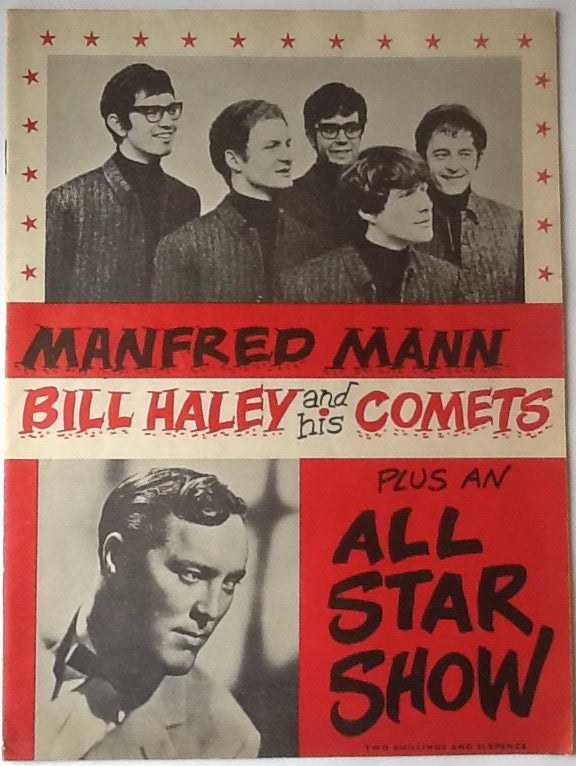 MANFRED MANN
BILL HALEY and his COMETS
PLUS AN
ALL
STAR
SHOW
TWO SHILLINGS AND SIXPENCE